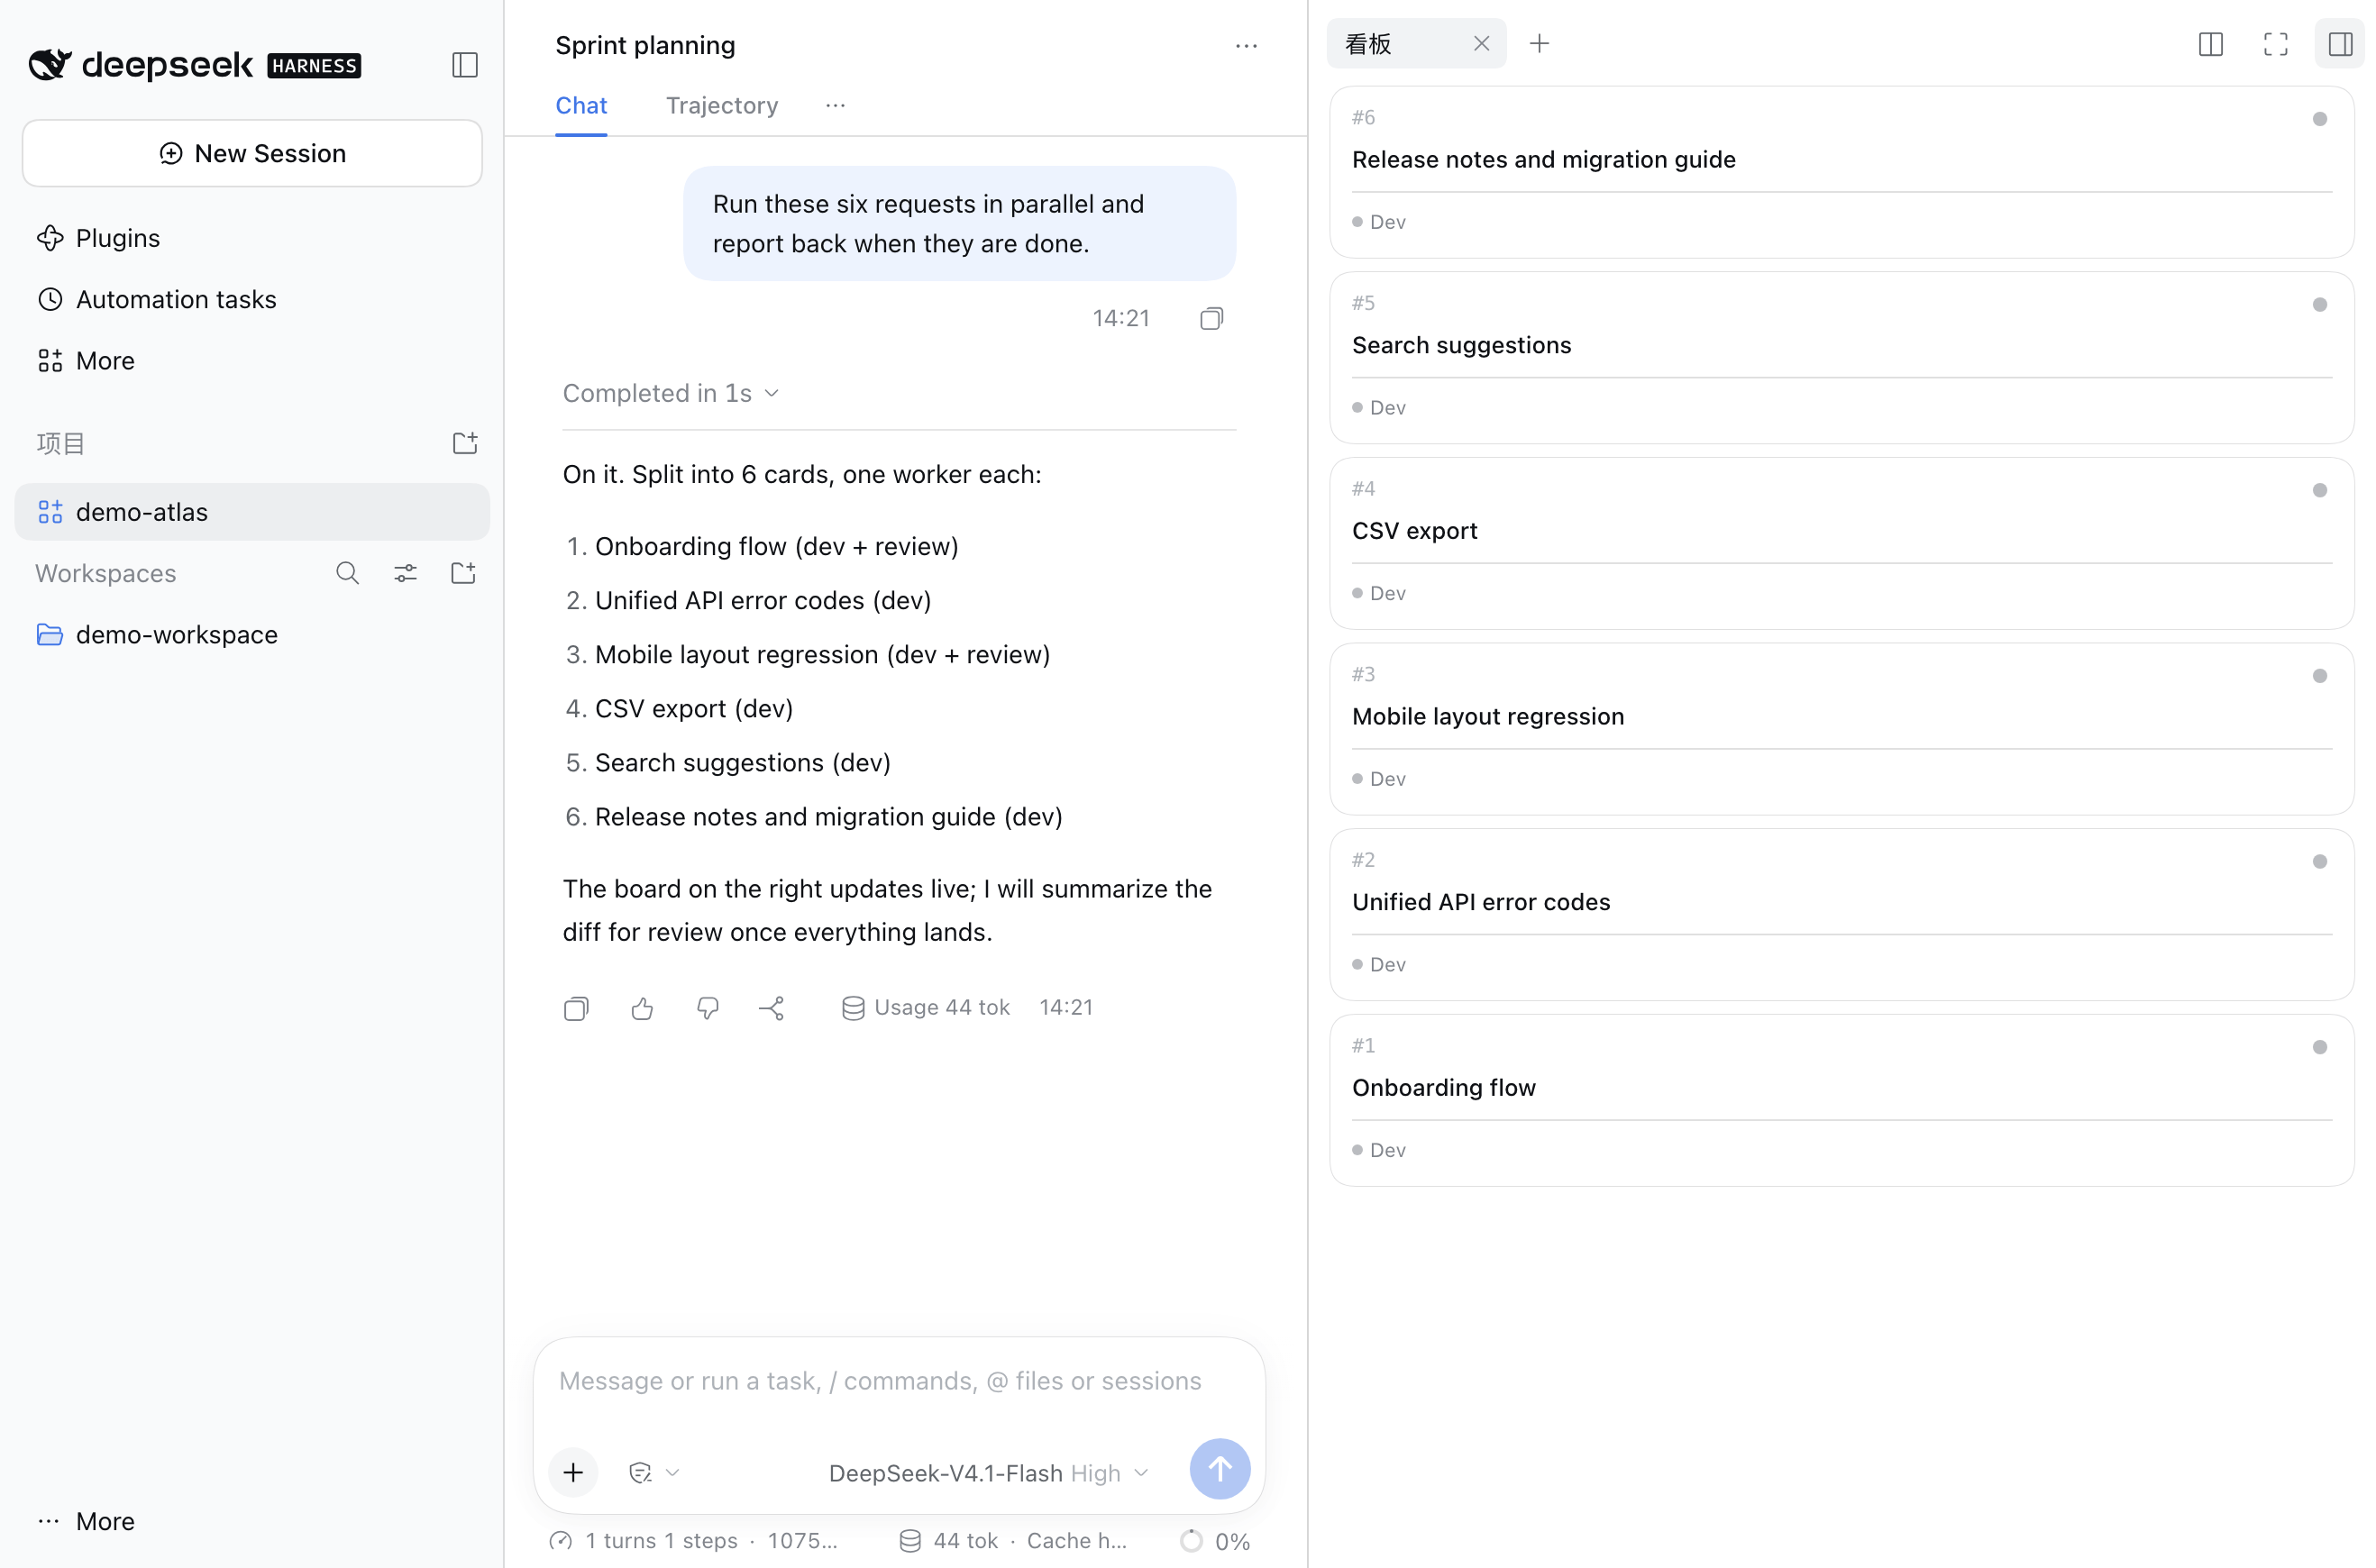 deepseek HARNESS
New Session
Plugins
Automation tasks
More
项目
demo-atlas
Workspaces
demo-workspace
More
Sprint planning
Chat
Trajectory
Run these six requests in parallel and
report back when they are done.
14:21
Completed in 1s
On it. Split into 6 cards, one worker each:
1. Onboarding flow (dev + review)
2. Unified API error codes (dev)
3. Mobile layout regression (dev + review)
4. CSV export (dev)
5. Search suggestions (dev)
6. Release notes and migration guide (dev)
The board on the right updates live; I will summarize the
diff for review once everything lands.
Usage 44 tok 14:21
Message or run a task, / commands, @ files or sessions
DeepSeek-V4.1-Flash High
1 turns 1 steps · 1075... 44 tok · Cache h... 0%
看板
#6
Release notes and migration guide
Dev
#5
Search suggestions
Dev
#4
CSV export
Dev
#3
Mobile layout regression
Dev
#2
Unified API error codes
Dev
#1
Onboarding flow
Dev